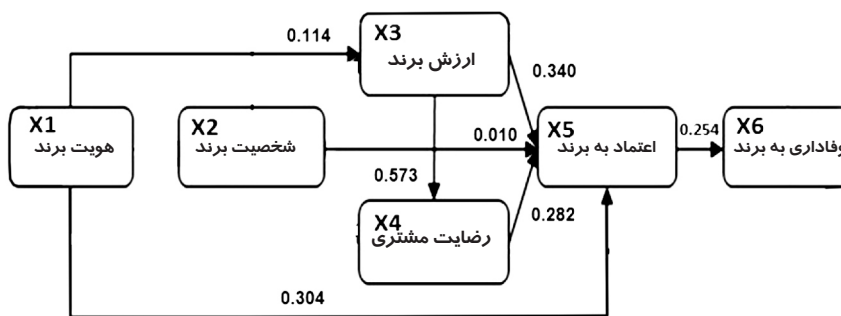 X3
ارزش برند
0.114
0.340
X1
هویت برند
X2
شخصیت برند
0.010
X5
اعتماد به برند
0.254
X6
وفاداری به برند
0.573
X4
رضایت مشتری
0.282
0.304